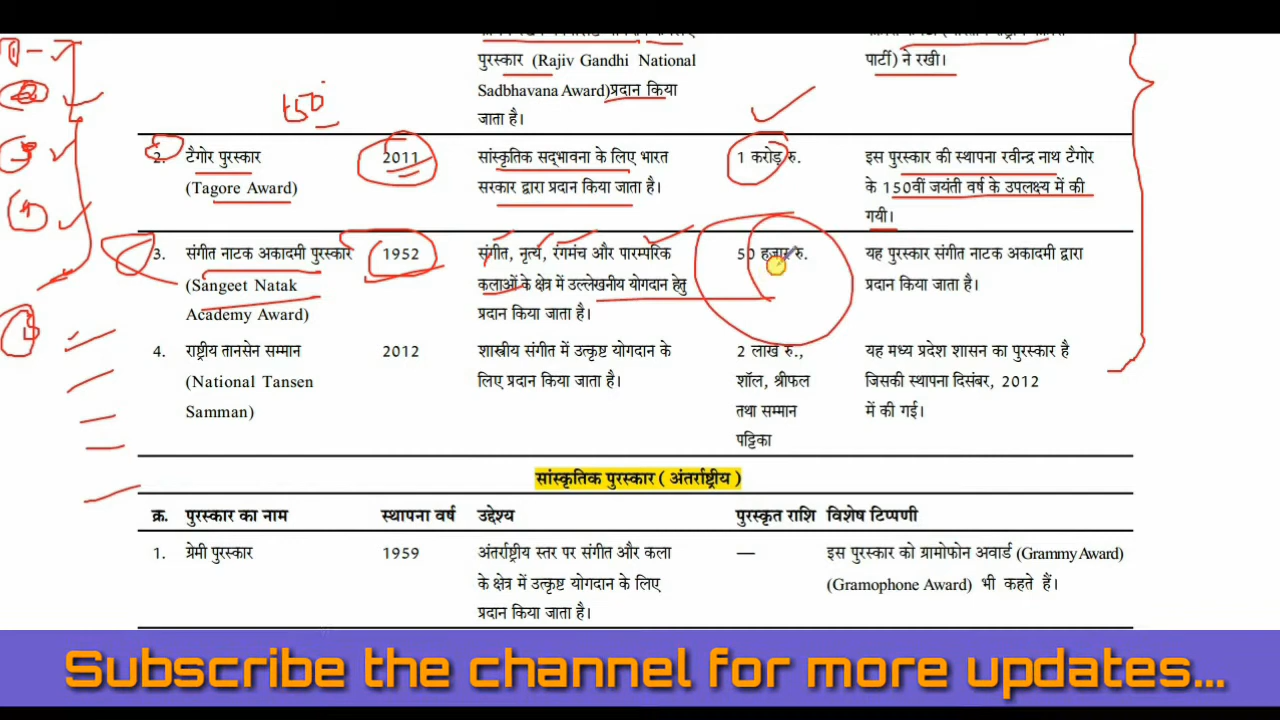 पुरस्कार (Rajiv Gandhi National
Sadbhavana Award)प्रदान किया
जाता है।
पार्टी) ने रखी।
150
2. टैगोर पुरस्कार
(Tagore Award)
2011
सांस्कृतिक सद्भावना के लिए भारत
सरकार द्वारा प्रदान किया जाता है।
1 करोड़ रु.
इस पुरस्कार की स्थापना रवीन्द्र नाथ टैगोर
के 150वीं जयंती वर्ष के उपलक्ष्य में की
गयी।
3. संगीत नाटक अकादमी पुरस्कार
(Sangeet Natak
Academy Award)
1952
संगीत, नृत्य, रंगमंच और पारम्परिक
कलाओं के क्षेत्र में उल्लेखनीय योगदान हेतु
प्रदान किया जाता है।
50 हजार रु.
यह पुरस्कार संगीत नाटक अकादमी द्वारा
प्रदान किया जाता है।
4. राष्ट्रीय तानसेन सम्मान
(National Tansen
Samman)
2012
शास्त्रीय संगीत में उत्कृष्ट योगदान के
लिए प्रदान किया जाता है।
2 लाख रु.,
शॉल, श्रीफल
तथा सम्मान
पट्टिका
यह मध्य प्रदेश शासन का पुरस्कार है
जिसकी स्थापना दिसंबर, 2012
में की गई।
सांस्कृतिक पुरस्कार ( अंतर्राष्ट्रीय )
क्र. पुरस्कार का नाम स्थापना वर्ष उद्देश्य पुरस्कृत राशि विशेष टिप्पणी
1. ग्रेमी पुरस्कार
1959
अंतर्राष्ट्रीय स्तर पर संगीत और कला
के क्षेत्र में उत्कृष्ट योगदान के लिए
प्रदान किया जाता है।
—
इस पुरस्कार को ग्रामोफोन अवार्ड (Grammy Award)
(Gramophone Award) भी कहते हैं।
Subscribe the channel for more updates...